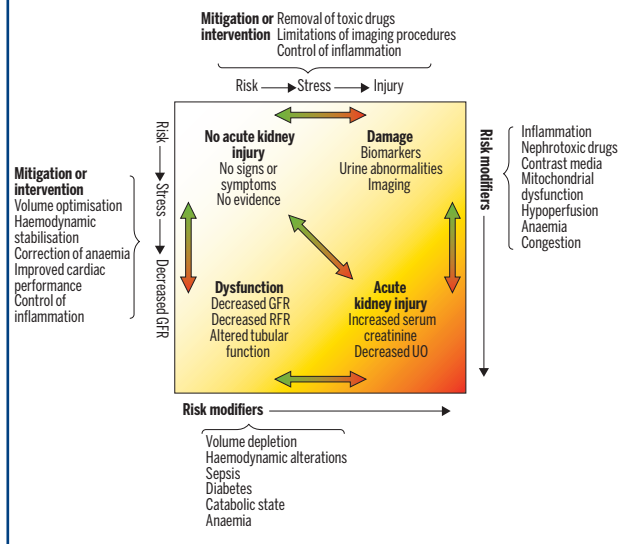 Mitigation or
intervention
Removal of toxic drugs
Limitations of imaging procedures
Control of inflammation
Risk Stress Injury
No acute kidney
injury
No signs or
symptoms
No evidence
Damage
Biomarkers
Urine abnormalities
Imaging
Risk
Stress
Decreased GFR
Mitigation or
intervention
Volume optimisation
Haemodynamic
stabilisation
Correction of anaemia
Improved cardiac
performance
Control of
inflammation
Risk modifiers
Inflammation
Nephrotoxic drugs
Contrast media
Mitochondrial
dysfunction
Hypoperfusion
Anaemia
Congestion
Dysfunction
Decreased GFR
Decreased RFR
Altered tubular
function
Acute
kidney injury
Increased serum
creatinine
Decreased UO
Risk modifiers
Volume depletion
Haemodynamic alterations
Sepsis
Diabetes
Catabolic state
Anaemia